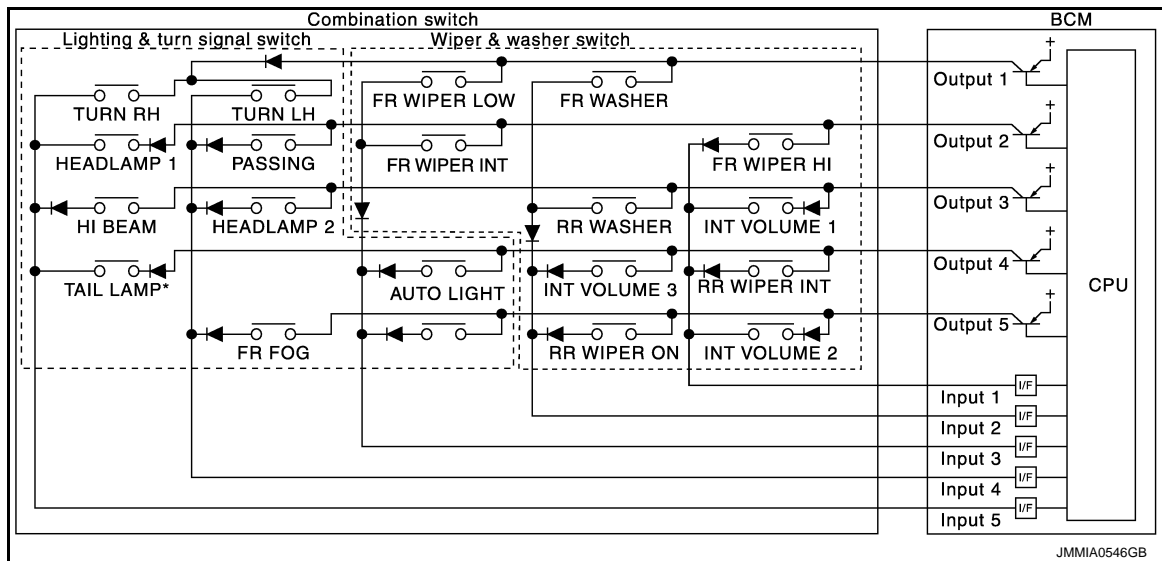 Combination switch BCM
Lighting & turn signal switch Wiper & washer switch
+
Output 1
TURN RH TURN LH FR WIPER LOW FR WASHER
+
Output 2
HEADLAMP 1 PASSING FR WIPER INT FR WIPER HI
+
Output 3
HI BEAM HEADLAMP 2 RR WASHER INT VOLUME 1
+
Output 4
TAIL LAMP* AUTO LIGHT INT VOLUME 3 RR WIPER INT
CPU
+
Output 5
FR FOG RR WIPER ON INT VOLUME 2
I/F
Input 1
I/F
Input 2
I/F
Input 3
I/F
Input 4
I/F
Input 5
JMMIA0546GB